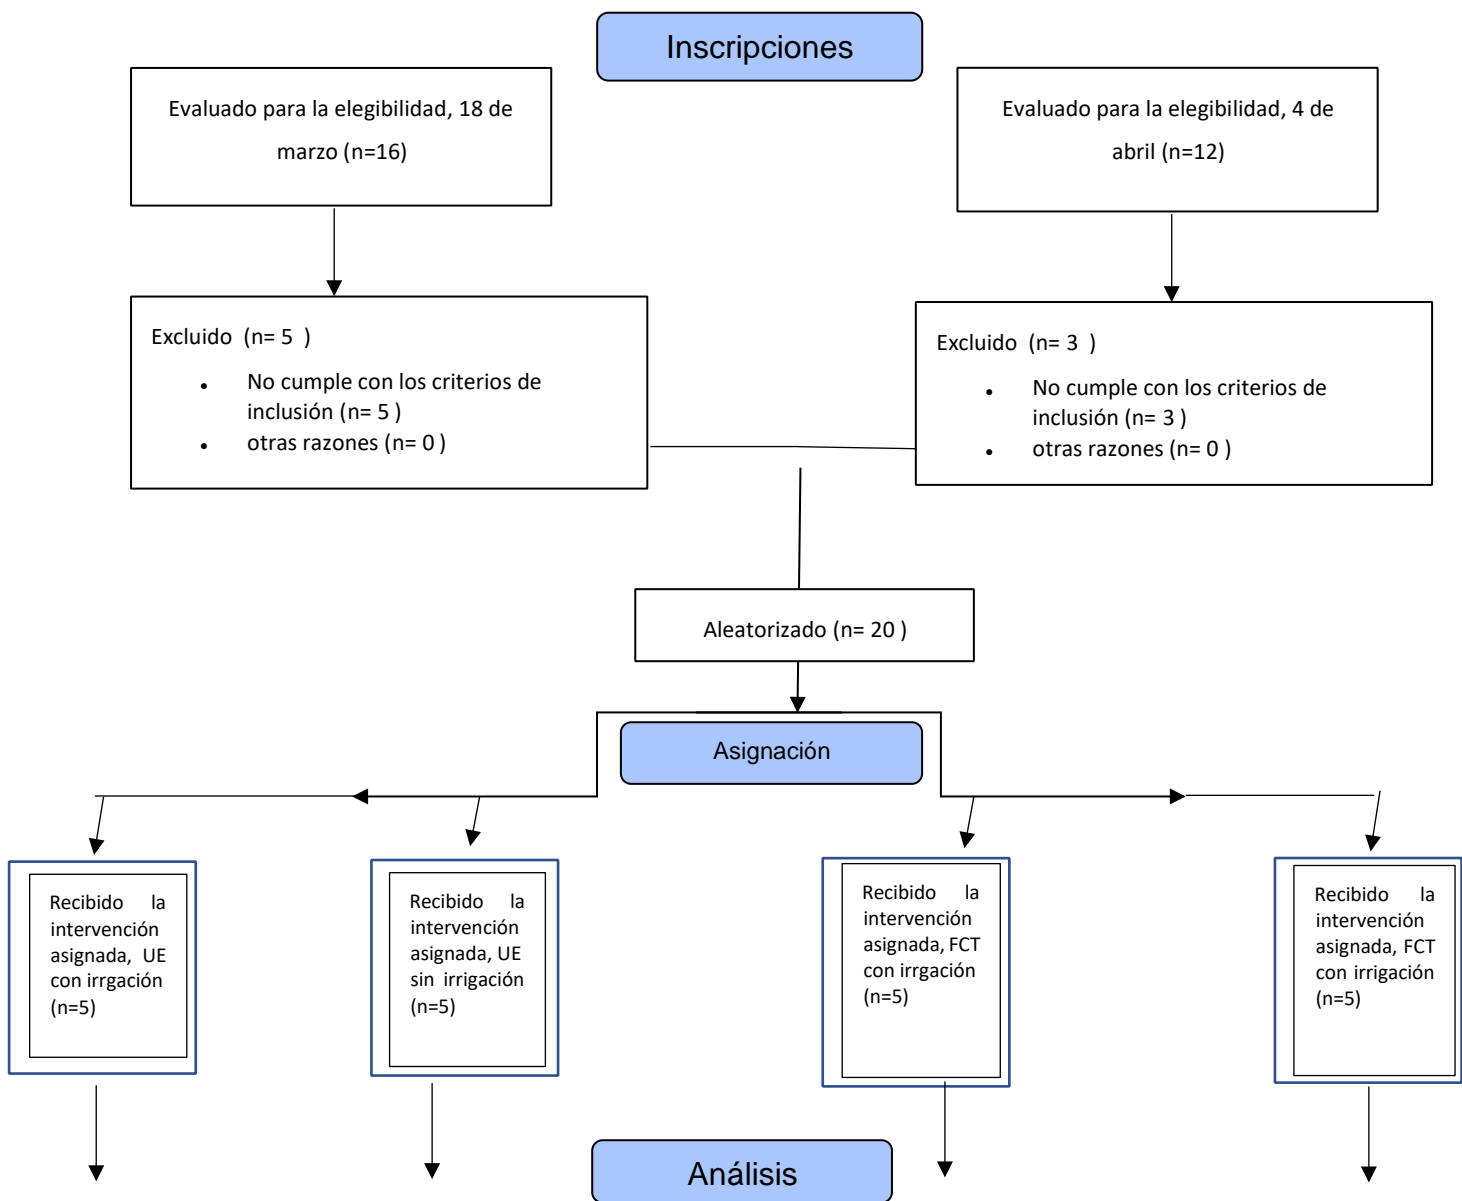 Inscripciones
Evaluado para la elegibilidad, 18 de
marzo (n=16)
Evaluado para la elegibilidad, 4 de
abril (n=12)
Excluido (n= 5 )
• No cumple con los criterios de
inclusión (n= 5 )
• otras razones (n= 0 )
Excluido (n= 3 )
• No cumple con los criterios de
inclusión (n= 3 )
• otras razones (n= 0 )
Aleatorizado (n= 20 )
Asignación
Recibido la
intervención
asignada, UE
con irrgación
(n=5)
Recibido la
intervención
asignada, UE
sin irrigación
(n=5)
Recibido la
intervención
asignada, FCT
con irrgación
(n=5)
Recibido la
intervención
asignada, FCT
con irrigación
(n=5)
Análisis